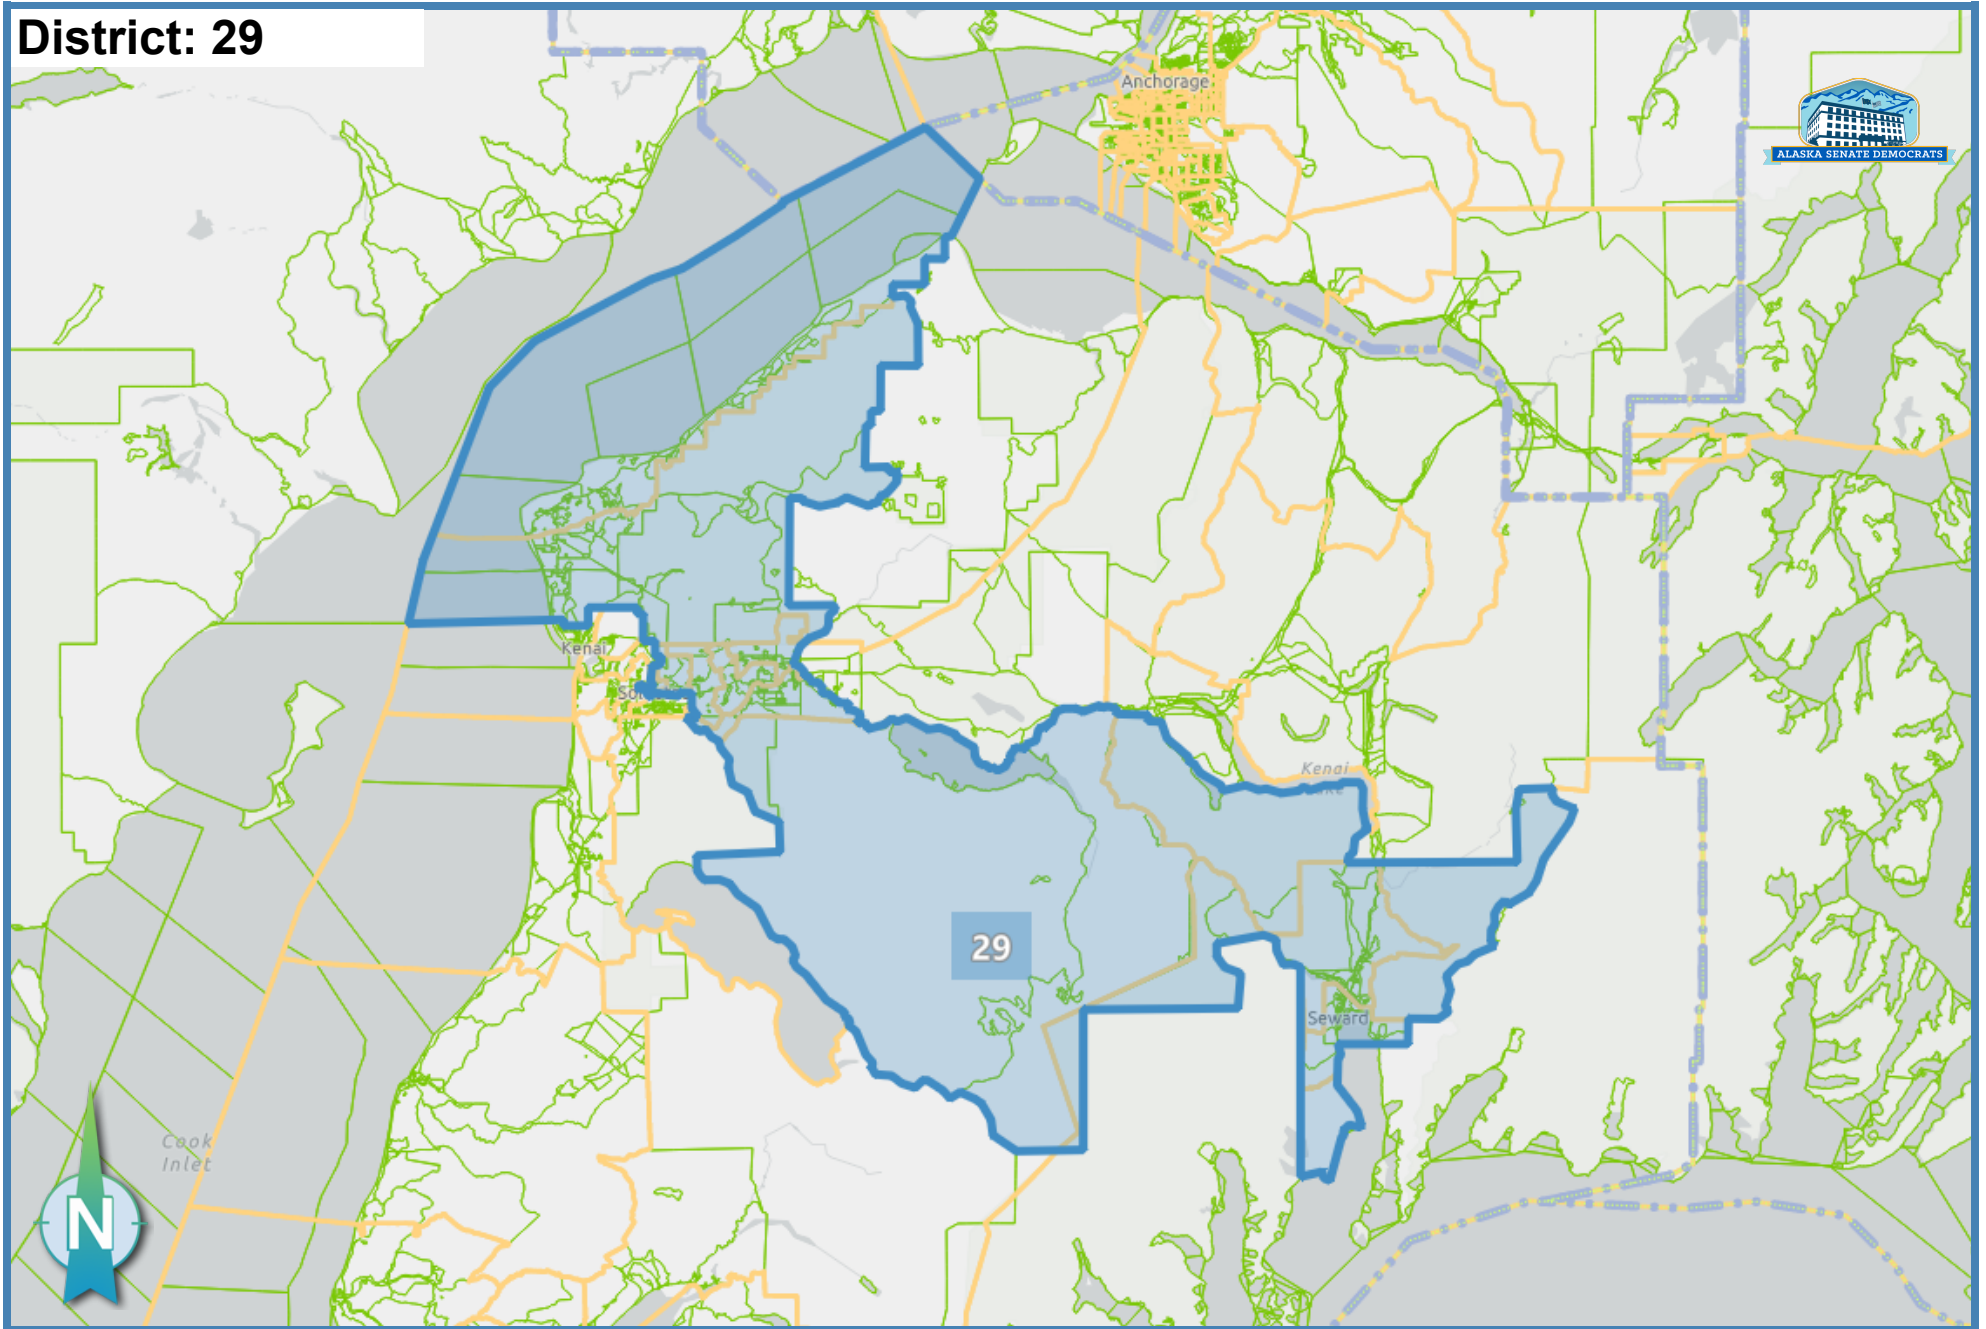 District: 29
Anchorage
ALASKA SENATE DEMOCRATS
Kenai
Kenai
29
Seward
Cook
Inlet
N